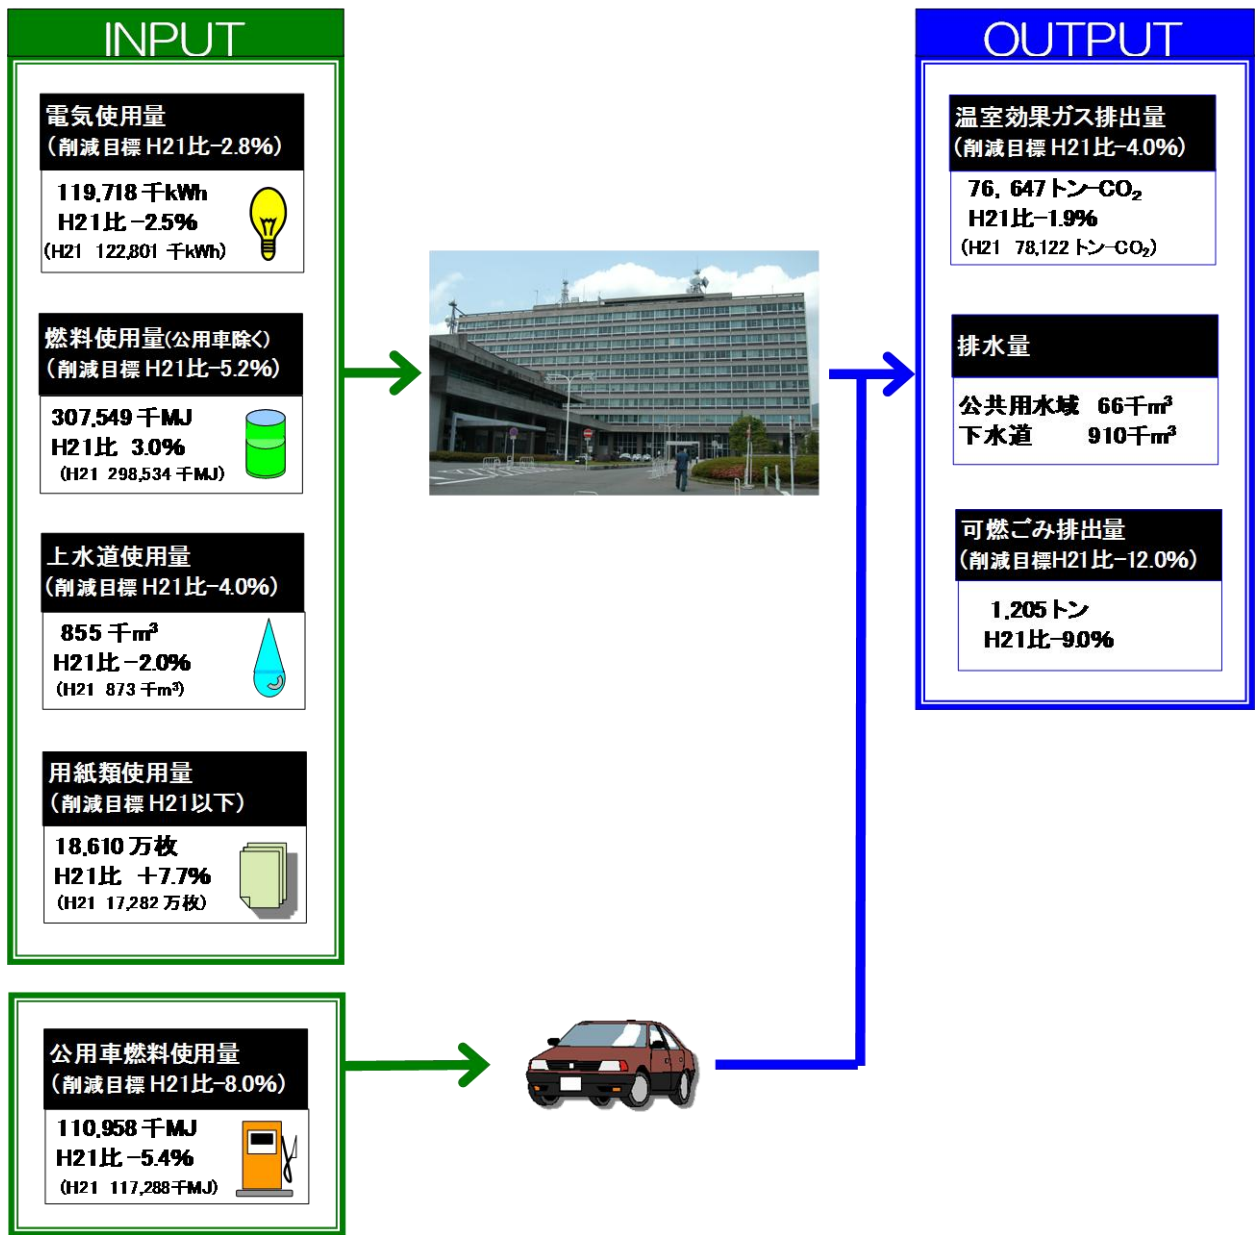 INPUT
電気使用量
(削減目標 H21比-2.8%)
119,718 千kWh
H21比 -2.5%
(H21 122,801 千kWh)
燃料使用量(公用車除く)
(削減目標 H21比-5.2%)
307,549 千MJ
H21比 3.0%
(H21 298,534 千MJ)
上水道使用量
(削減目標 H21比-4.0%)
855 千m³
H21比 -2.0%
(H21 873 千m³)
用紙類使用量
(削減目標 H21以下)
18,610 万枚
H21比 +7.7%
(H21 17,282 万枚)
公用車燃料使用量
(削減目標 H21比-8.0%)
110,958 千MJ
H21比 -5.4%
(H21 117,288千MJ)
OUTPUT
温室効果ガス排出量
(削減目標 H21比-4.0%)
76,647トン-CO₂
H21比-1.9%
(H21 78,122トン-CO₂)
排水量
公共用水域 66千m³
下水道 910千m³
可燃ごみ排出量
(削減目標H21比-12.0%)
1,205トン
H21比-9.0%